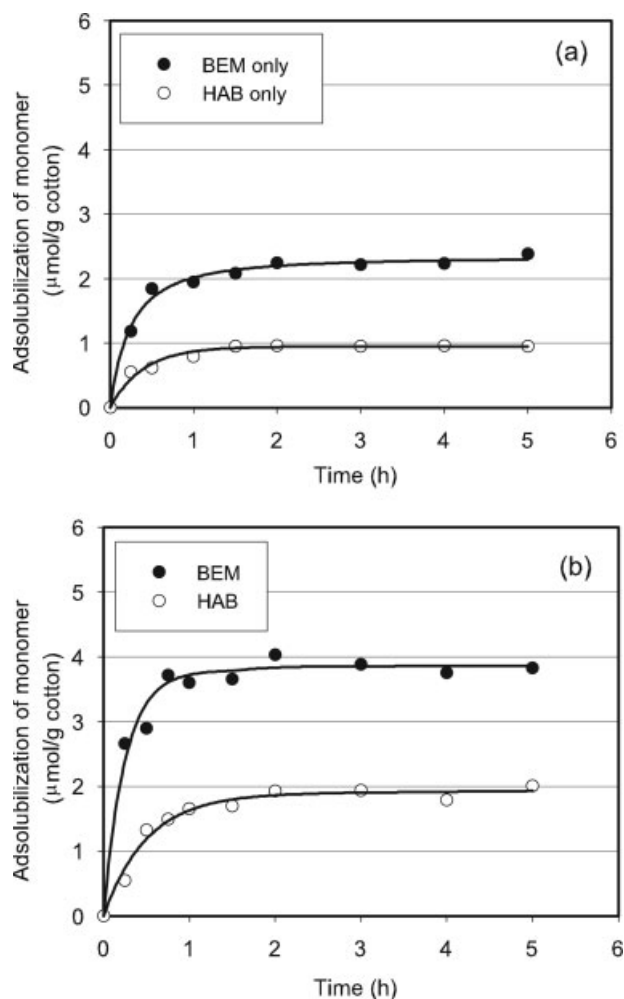 (a)
BEM only
HAB only
Adsolubilization of monomer
(μmol/g cotton)
6
5
4
3
2
1
0
0 1 2 3 4 5 6
Time (h)
(b)
BEM
HAB
Adsolubilization of monomer
(μmol/g cotton)
6
5
4
3
2
1
0
0 1 2 3 4 5 6
Time (h)